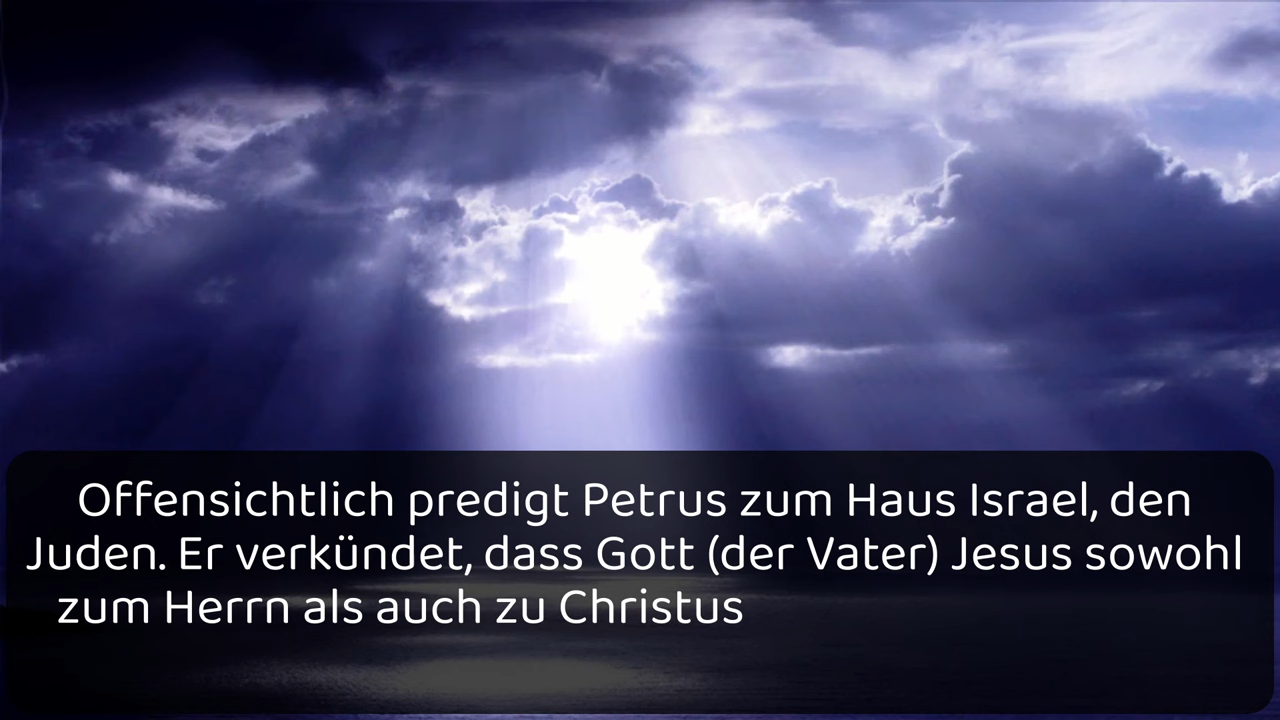 Offensichtlich predigt Petrus zum Haus Israel, den
Juden. Er verkündet, dass Gott (der Vater) Jesus sowohl
zum Herrn als auch zu Christus